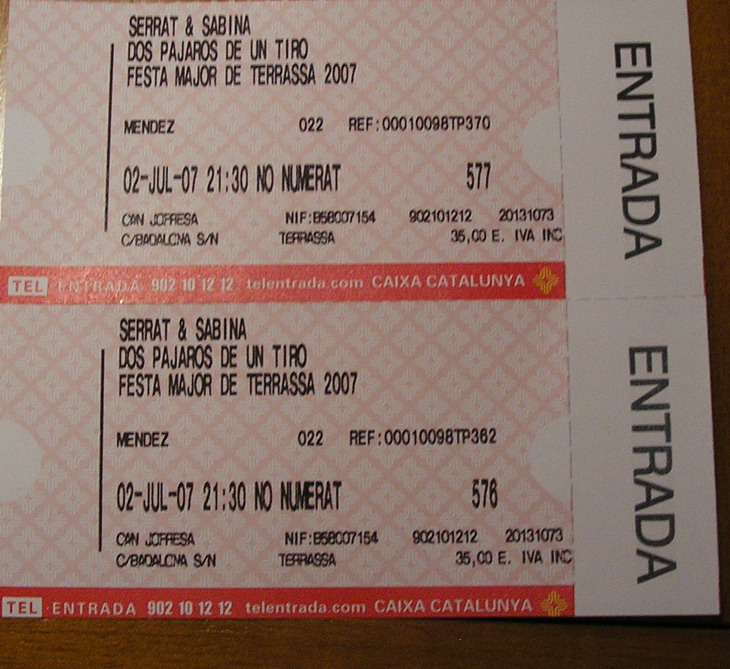 SERRAT & SABINA
DOS PAJAROS DE UN TIRO
FESTA MAJOR DE TERRASSA 2007
MENDEZ 022 REF:00010098TP370
02-JUL-07 21:30 NO NUMERAT 577
CAN JOFRESA NIF:B58007154 902101212 20131073
C/BADALONA S/N TERRASSA 35,00 E. IVA INC
TEL ENTRADA 902 10 12 12 telentrada.com CAIXA CATALUNYA
ENTRADA
SERRAT & SABINA
DOS PAJAROS DE UN TIRO
FESTA MAJOR DE TERRASSA 2007
MENDEZ 022 REF:00010098TP362
02-JUL-07 21:30 NO NUMERAT 576
CAN JOFRESA NIF:B58007154 902101212 20131073
C/BADALONA S/N TERRASSA 35,00 E. IVA INC
TEL · ENTRADA 902 10 12 12 telentrada.com CAIXA CATALUNYA
ENTRADA